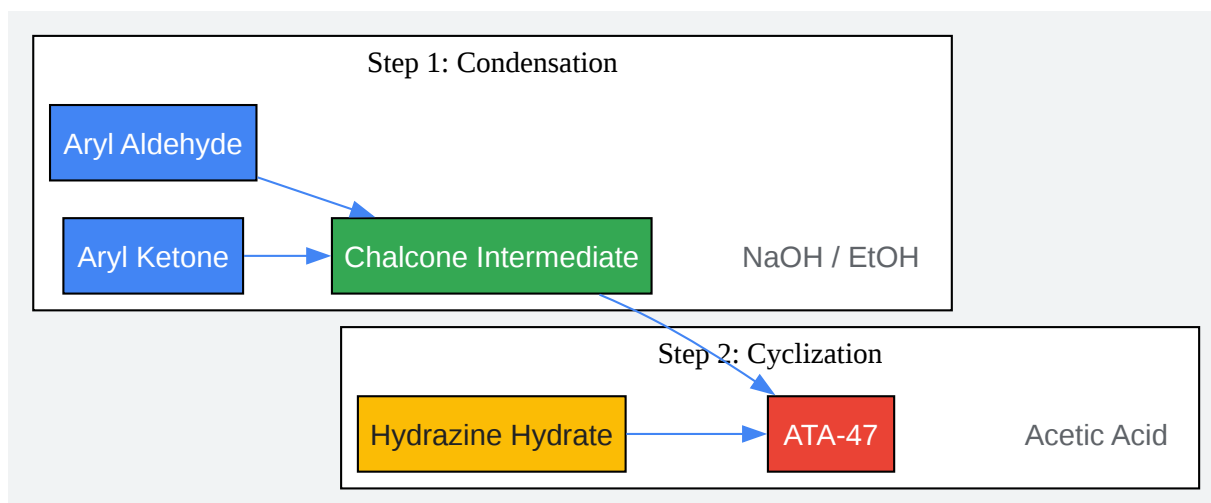 Step 1: Condensation
Aryl Aldehyde
Aryl Ketone
Chalcone Intermediate
NaOH / EtOH
Step 2: Cyclization
Hydrazine Hydrate
ATA-47
Acetic Acid